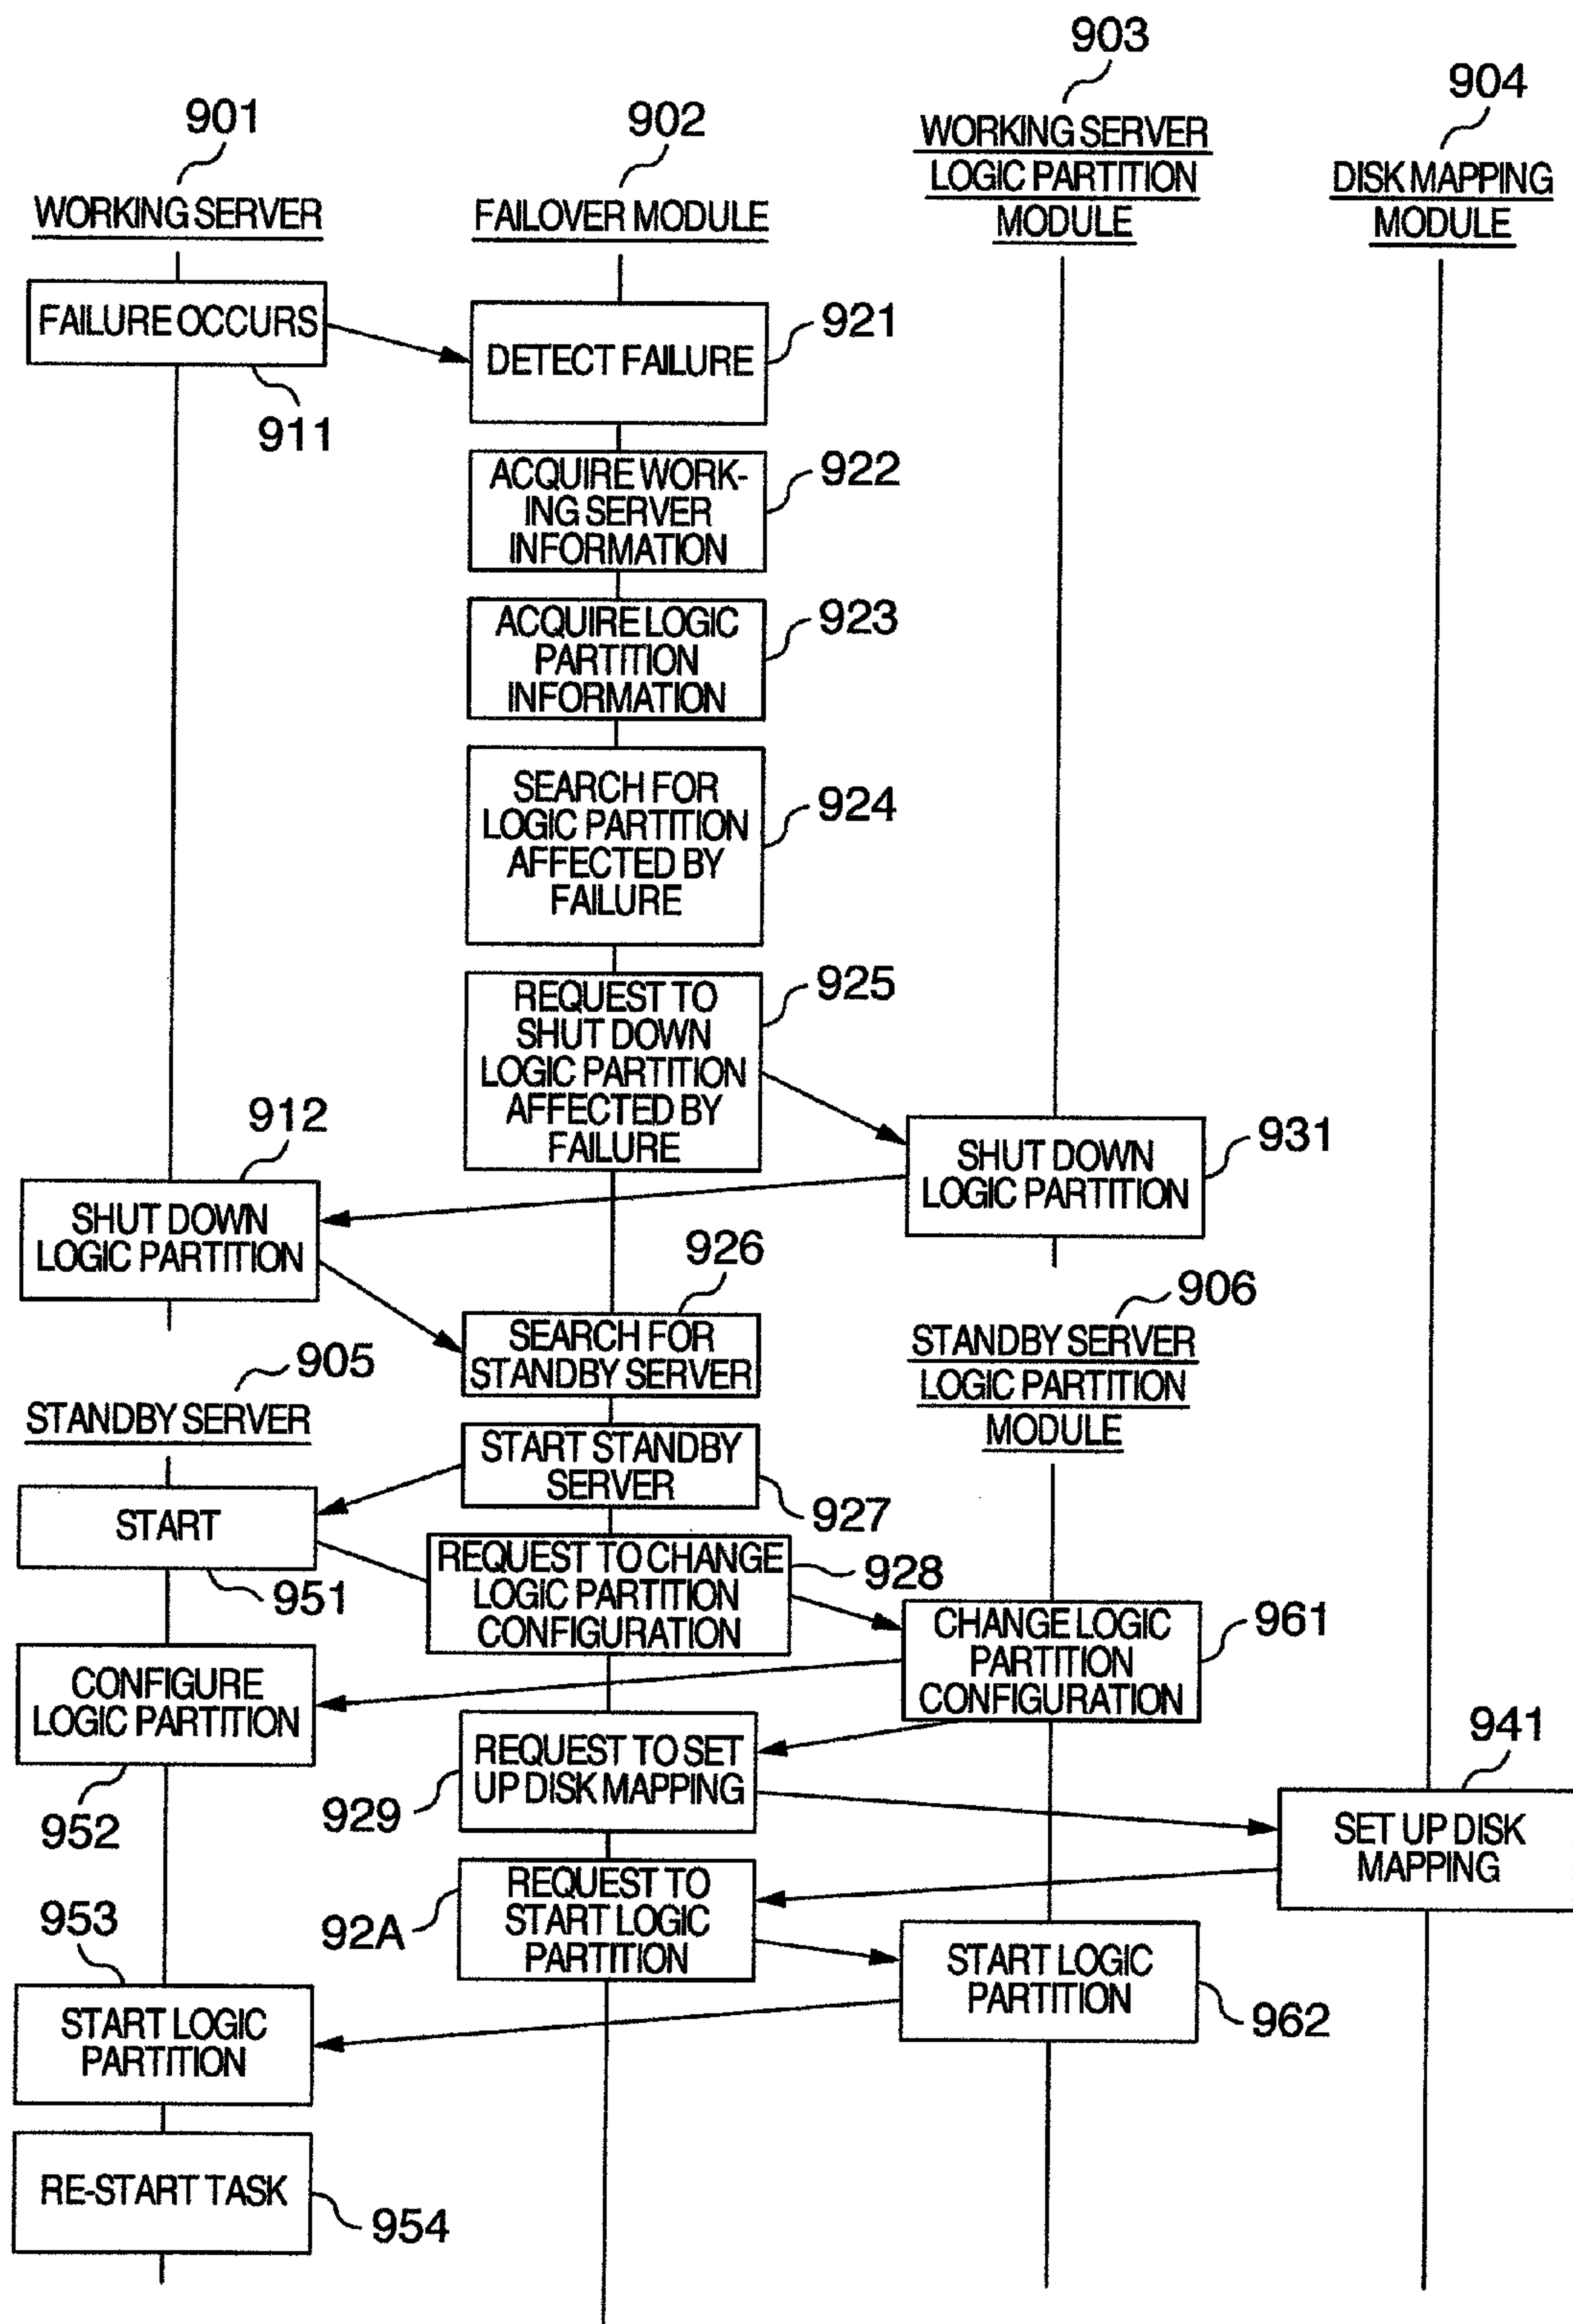 903
904
901
902
WORKING SERVER
LOGIC PARTITION
MODULE
DISK MAPPING
MODULE
WORKING SERVER
FAILOVER MODULE
FAILURE OCCURS
911
DETECT FAILURE
921
ACQUIRE WORK-
ING SERVER
INFORMATION
922
ACQUIRE LOGIC
PARTITION
INFORMATION
923
SEARCH FOR
LOGIC PARTITION
AFFECTED BY
FAILURE
924
REQUEST TO
SHUT DOWN
LOGIC PARTITION
AFFECTED BY
FAILURE
925
SHUT DOWN
LOGIC PARTITION
931
912
SHUT DOWN
LOGIC PARTITION
926
SEARCH FOR
STANDBY SERVER
906
STANDBY SERVER
LOGIC PARTITION
MODULE
905
STANDBY SERVER
START STANDBY
SERVER
927
START
951
REQUEST TO CHANGE
LOGIC PARTITION
CONFIGURATION
928
CHANGE LOGIC
PARTITION
CONFIGURATION
961
CONFIGURE
LOGIC PARTITION
952
REQUEST TO SET
UP DISK MAPPING
929
941
SET UP DISK
MAPPING
REQUEST TO
START LOGIC
PARTITION
92A
START LOGIC
PARTITION
962
953
START LOGIC
PARTITION
RE-START TASK
954